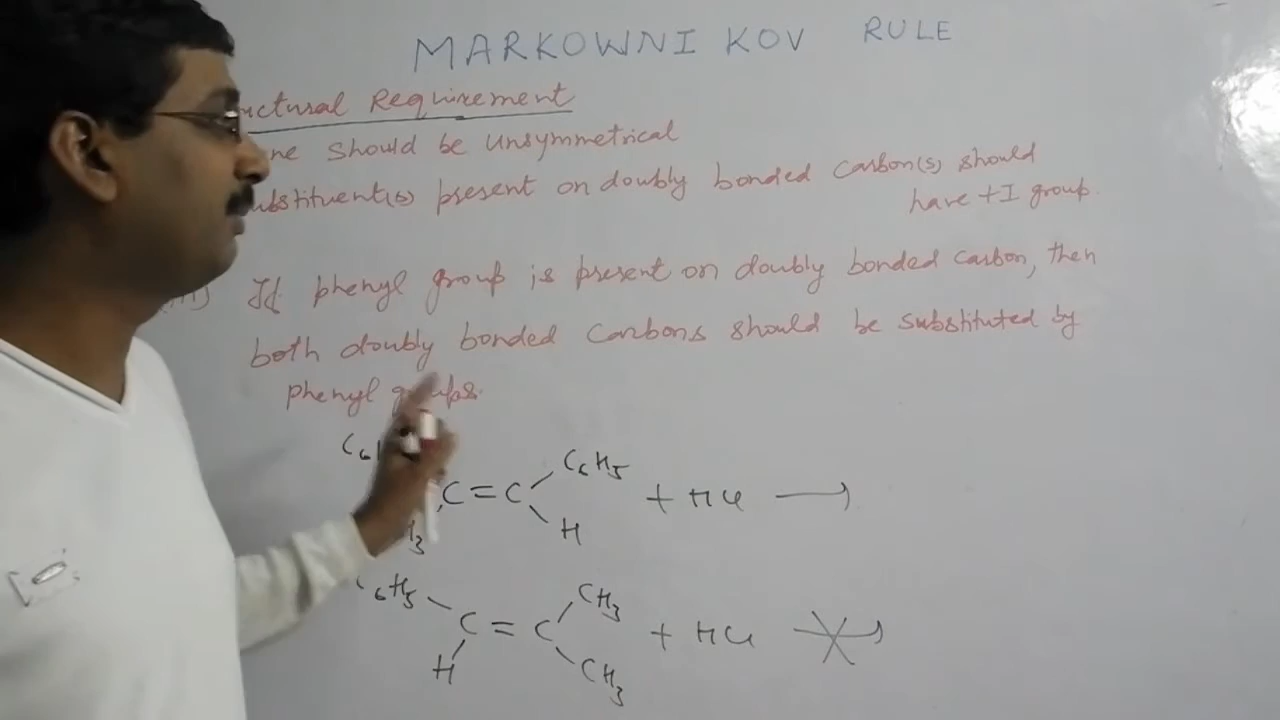 MARKOWNI KOV RULE
Requirement
should be Unsymmetrical
present on doubly bonded Carbon(s) should
have +I group.
If phenyl group is present on doubly bonded carbon, then
both doubly bonded Carbons should be substituted by
phenyl
C6H5
C=C + HCl ⟶
H
C6H5 CH3
C=C + HCl
H CH3